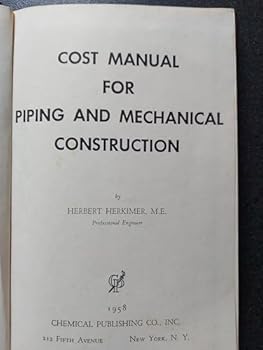 COST MANUAL
FOR
PIPING AND MECHANICAL
CONSTRUCTION
by
HERBERT HERKIMER, M.E.
Professional Engineer
1958
CHEMICAL PUBLISHING CO., INC.
212 FIFTH AVENUE NEW YORK, N. Y.